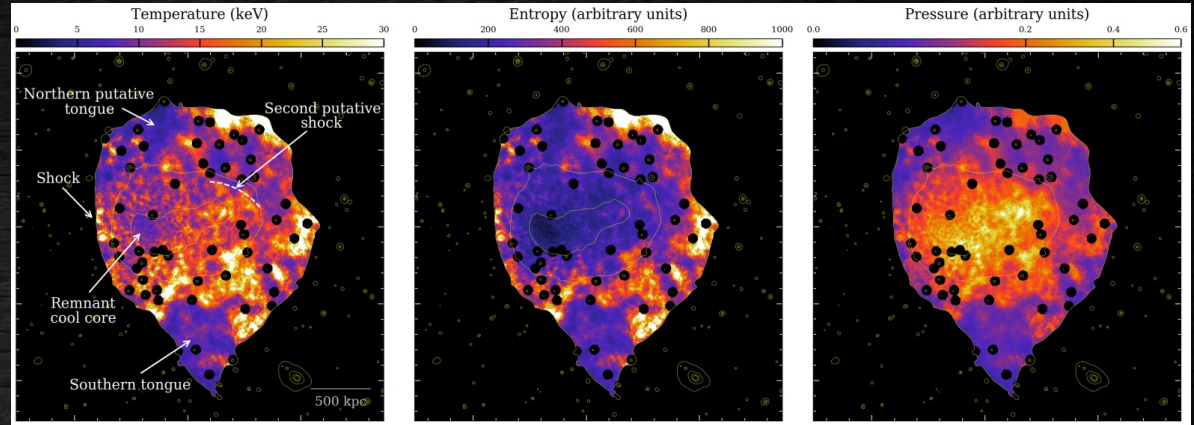 Temperature (keV)
0 5 10 15 20 25 30
Northern putative
tongue
Second putative
shock
Shock
Remnant
cool core
Southern tongue
500 kpc
Entropy (arbitrary units)
0 200 400 600 800 1000
Pressure (arbitrary units)
0.0 0.2 0.4 0.6